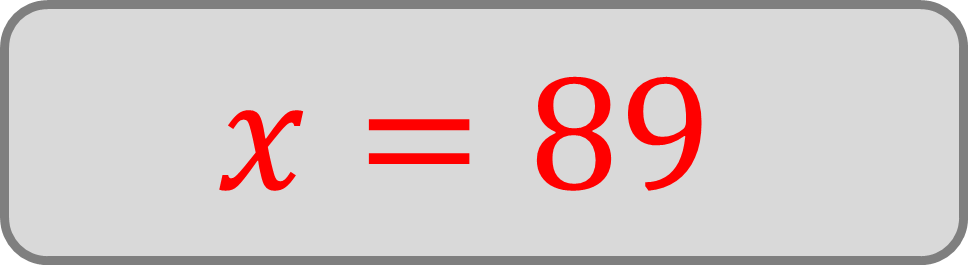 x = 89